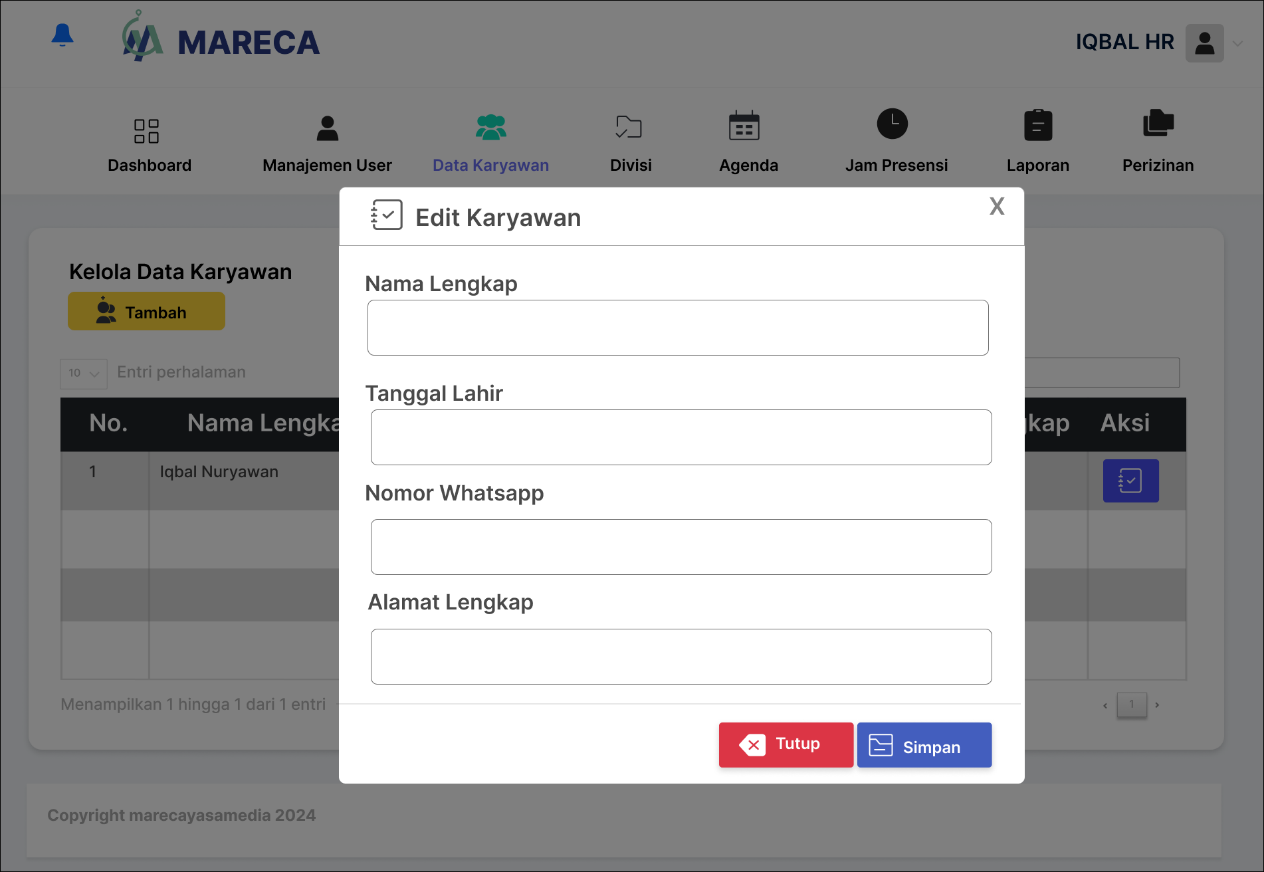 MARECA
IQBAL HR
Dashboard
Manajemen User
Data Karyawan
Divisi
Agenda
Jam Presensi
Laporan
Perizinan
Edit Karyawan
X
Kelola Data Karyawan
Tambah
10
Entri perhalaman
Nama Lengkap
Tanggal Lahir
Nomor Whatsapp
Alamat Lengkap
No.
Nama Lengka
kap
Aksi
1
Iqbal Nuryawan
Menampilkan 1 hingga 1 dari 1 entri
‹ 1 ›
Tutup
Simpan
Copyright marecayasamedia 2024